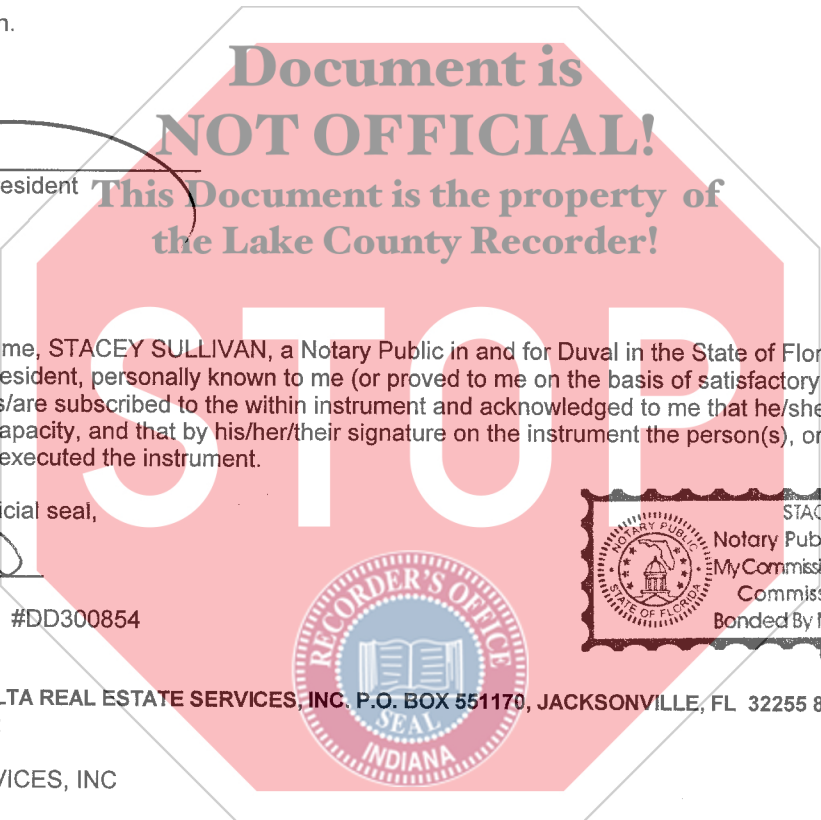 n.
Document is
NOT OFFICIAL!
esident
This Document is the property of
the Lake County Recorder!
STOP
me, STACEY SULLIVAN, a Notary Public in and for Duval in the State of Flor
esident, personally known to me (or proved to me on the basis of satisfactory
s/are subscribed to the within instrument and acknowledged to me that he/she
apacity, and that by his/her/their signature on the instrument the person(s), or
executed the instrument.
icial seal,
STAC
NOTARY PUBLIC
STATE OF FLORIDA
Notary Pub
My Commissi
Commiss
Bonded By
#DD300854
RECORDER'S OFFICE
SEAL
INDIANA
LTA REAL ESTATE SERVICES, INC. P.O. BOX 551170, JACKSONVILLE, FL 32255 8
VICES, INC